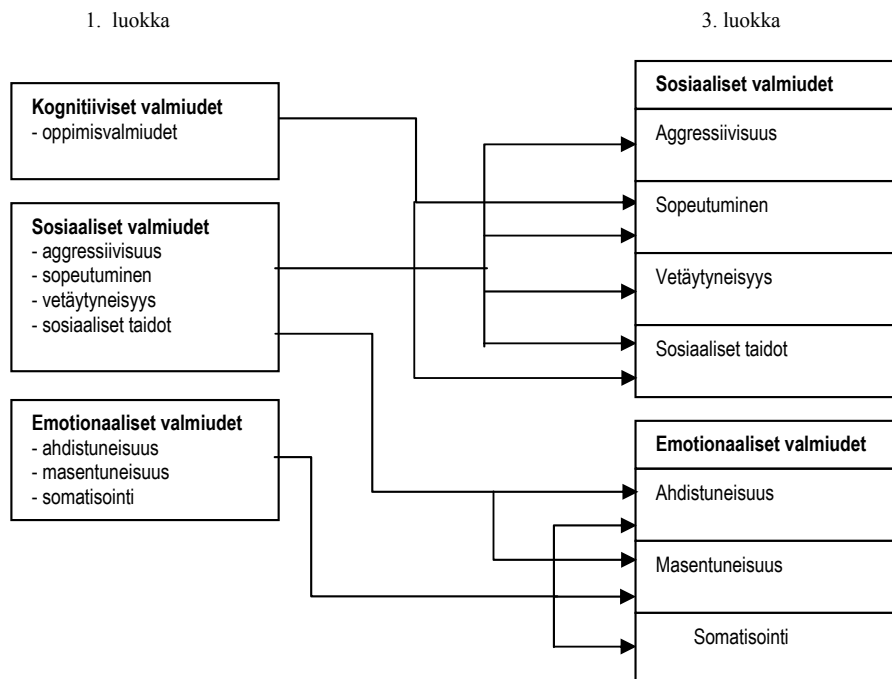 1. luokka
3. luokka
Kognitiiviset valmiudet
- oppimisvalmiudet
Sosiaaliset valmiudet
- aggressiivisuus
- sopeutuminen
- vetäytyneisyys
- sosiaaliset taidot
Emotionaaliset valmiudet
- ahdistuneisuus
- masentuneisuus
- somatisointi
Sosiaaliset valmiudet
Aggressiivisuus
Sopeutuminen
Vetäytyneisyys
Sosiaaliset taidot
Emotionaaliset valmiudet
Ahdistuneisuus
Masentuneisuus
Somatisointi